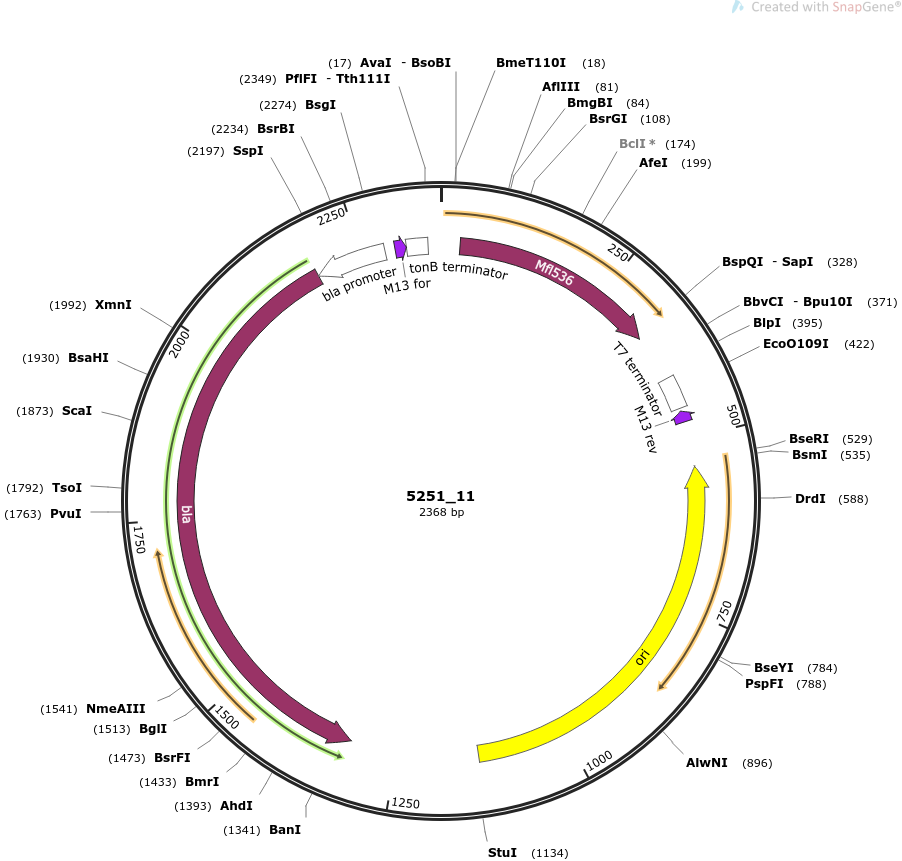 Created with SnapGene®
(17) AvaI - BsoBI
BmeT110I (18)
(2349) PflFI - Tth111I
AflIII (81)
(2274) BsgI
BmgBI (84)
(2234) BsrBI
BsrGI (108)
(2197) SspI
BclI * (174)
AfeI (199)
2250
250
BspQI - SapI (328)
bla promoter
M13 for
tonB terminator
Mfl536
(1992) XmnI
BbvCI - Bpu10I (371)
BlpI (395)
EcoO109I (422)
2000
(1930) BsaHI
T7 terminator
M13 rev
500
(1873) ScaI
BseRI (529)
BsmI (535)
(1792) TsoI
5251_11
2368 bp
DrdI (588)
(1763) PvuI
bla
1750
750
ori
BseYI (784)
PspFI (788)
(1541) NmeAIII
1500
(1513) BglI
(1473) BsrFI
1000
AlwNI (896)
(1433) BmrI
(1393) AhdI
1250
(1341) BanI
StuI (1134)